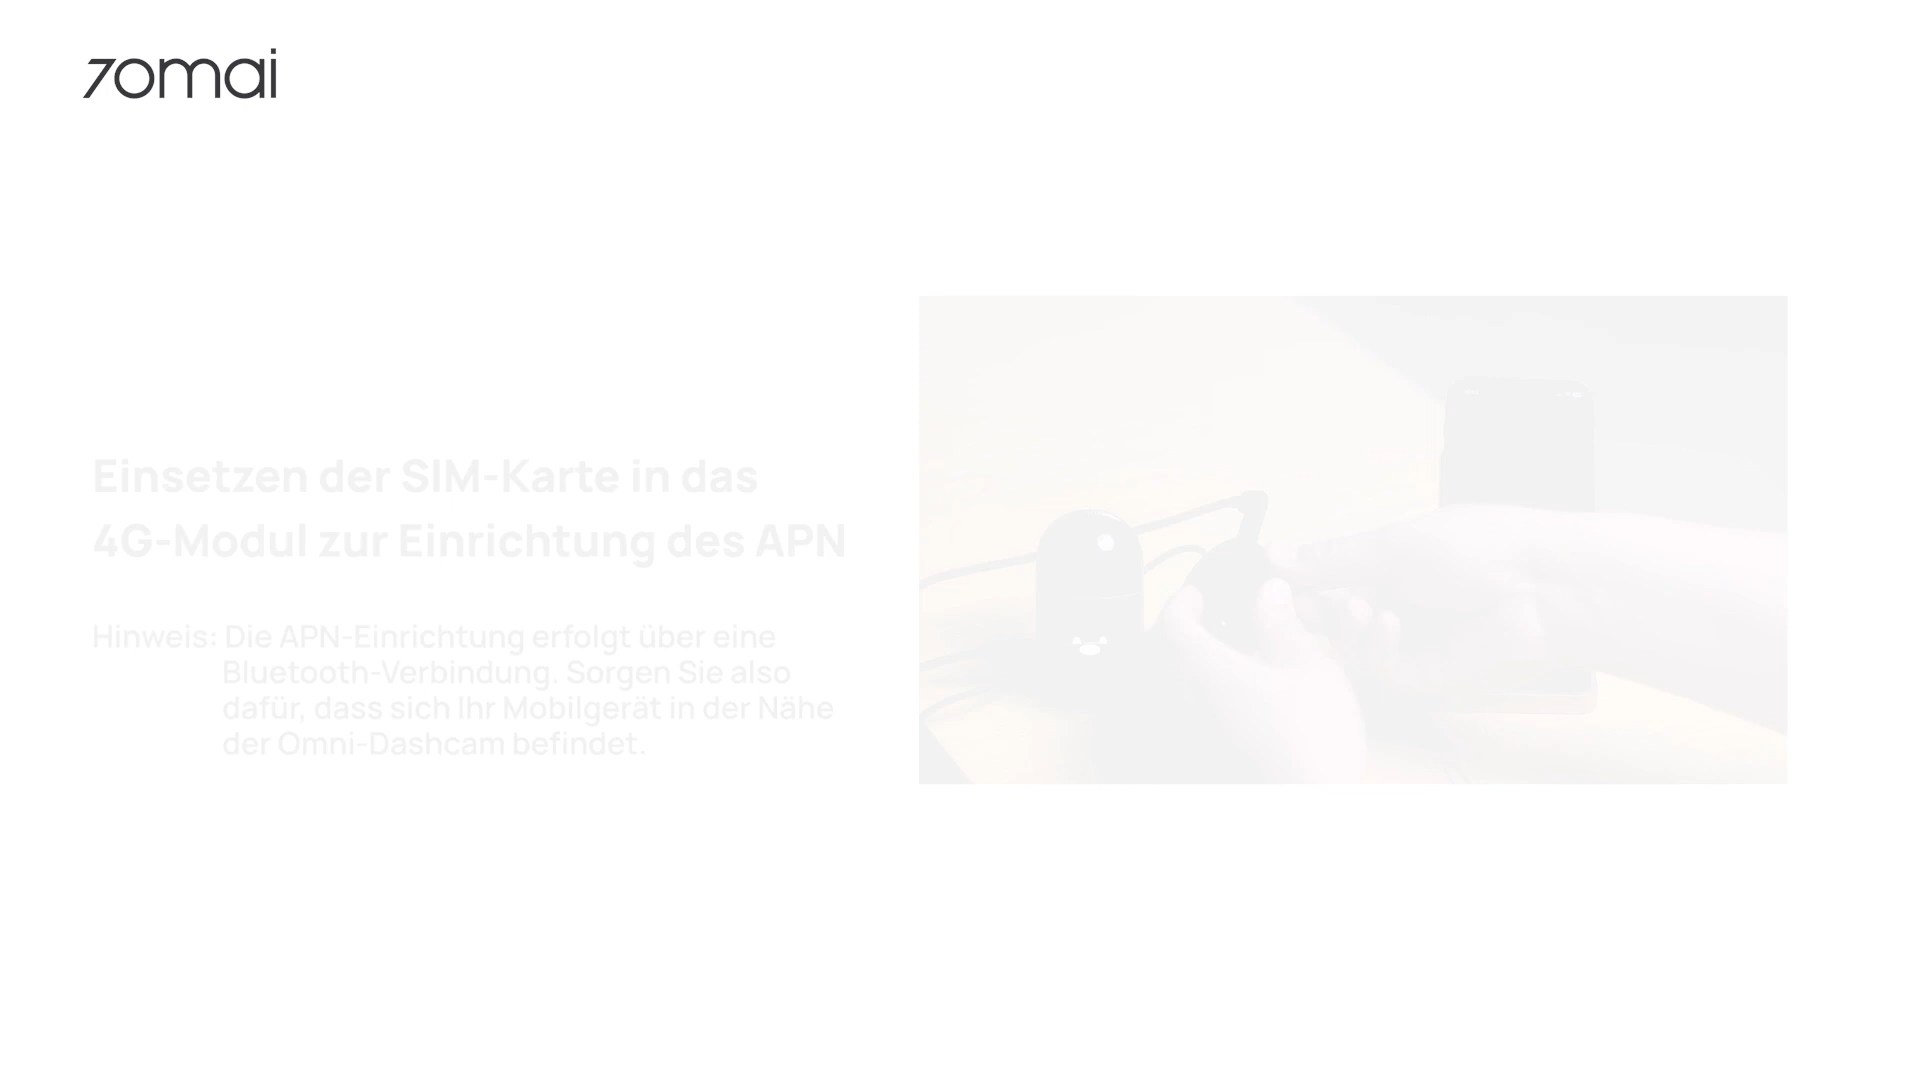 70mai
Einsetzen der SIM-Karte in das
4G-Modul zur Einrichtung des APN
Hinweis: Die APN-Einrichtung erfolgt über eine
Bluetooth-Verbindung. Sorgen Sie also
dafür, dass sich Ihr Mobilgerät in der Nähe
der Omni-Dashcam befindet.